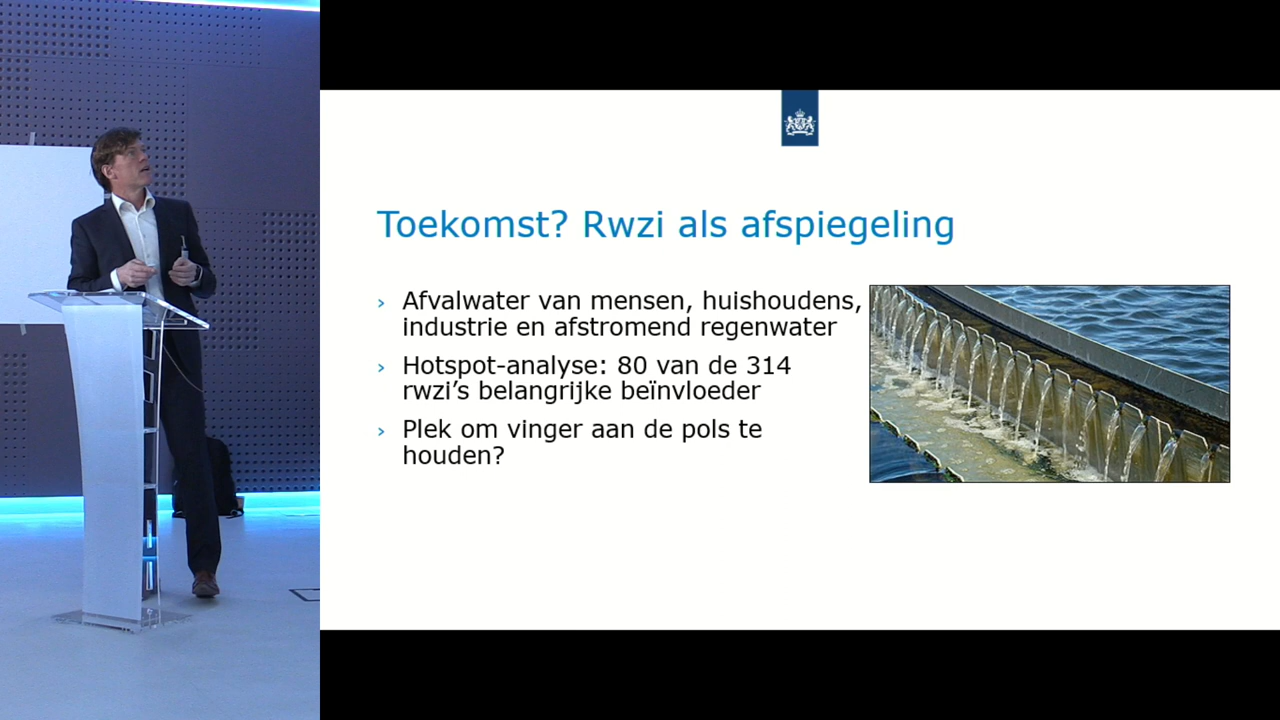 Toekomst? Rwzi als afspiegeling
› Afvalwater van mensen, huishoudens,
industrie en afstromend regenwater
› Hotspot-analyse: 80 van de 314
rwzi’s belangrijke beïnvloeder
› Plek om vinger aan de pols te
houden?